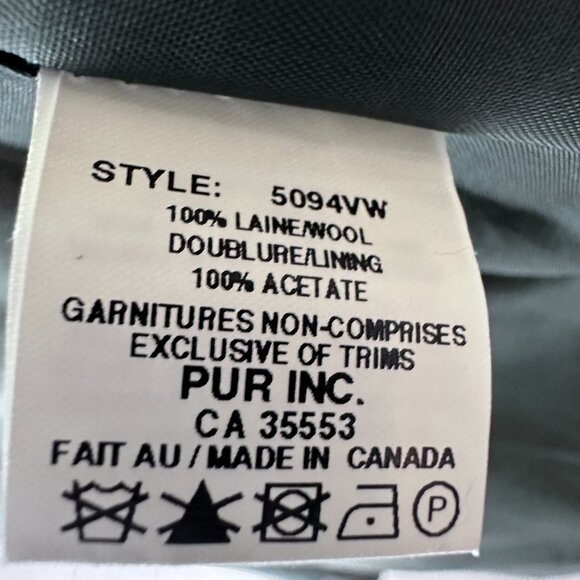 STYLE: 5094VW
100% LAINE/WOOL
DOUBLURE/LINING
100% ACETATE
GARNITURES NON-COMPRISES
EXCLUSIVE OF TRIMS
PUR INC.
CA 35553
FAIT AU / MADE IN CANADA
P